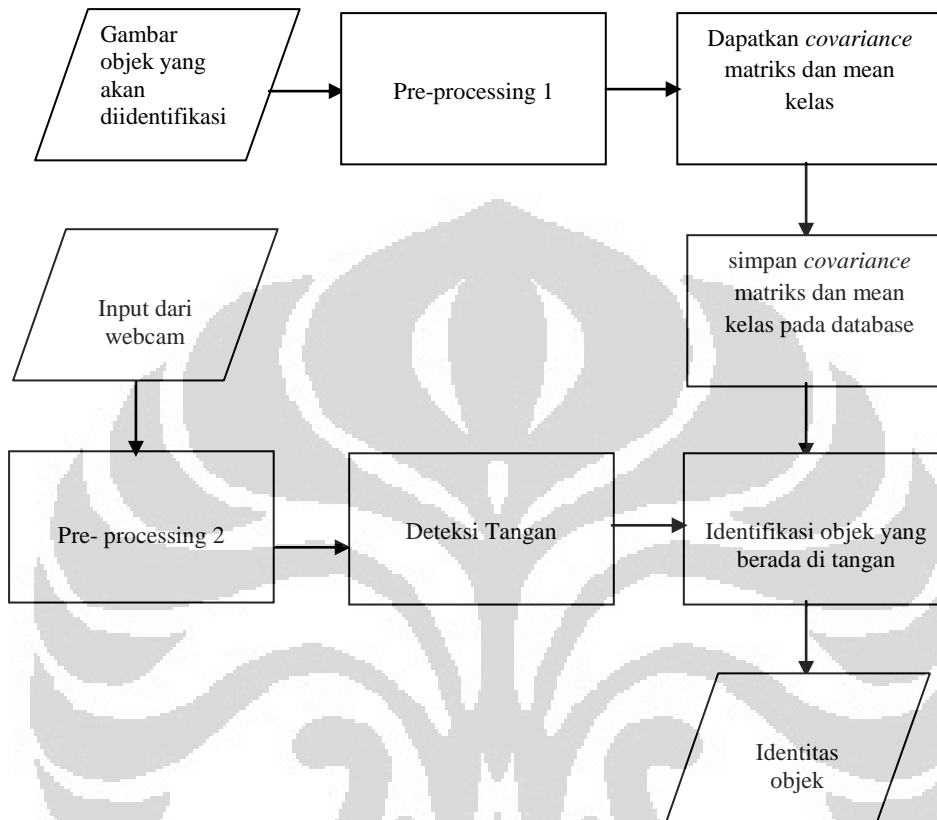 Gambar
objek yang
akan
diidentifikasi
Pre-processing 1
Dapatkan covariance
matriks dan mean
kelas
simpan covariance
matriks dan mean
kelas pada database
Input dari
webcam
Pre- processing 2
Deteksi Tangan
Identifikasi objek yang
berada di tangan
Identitas
objek